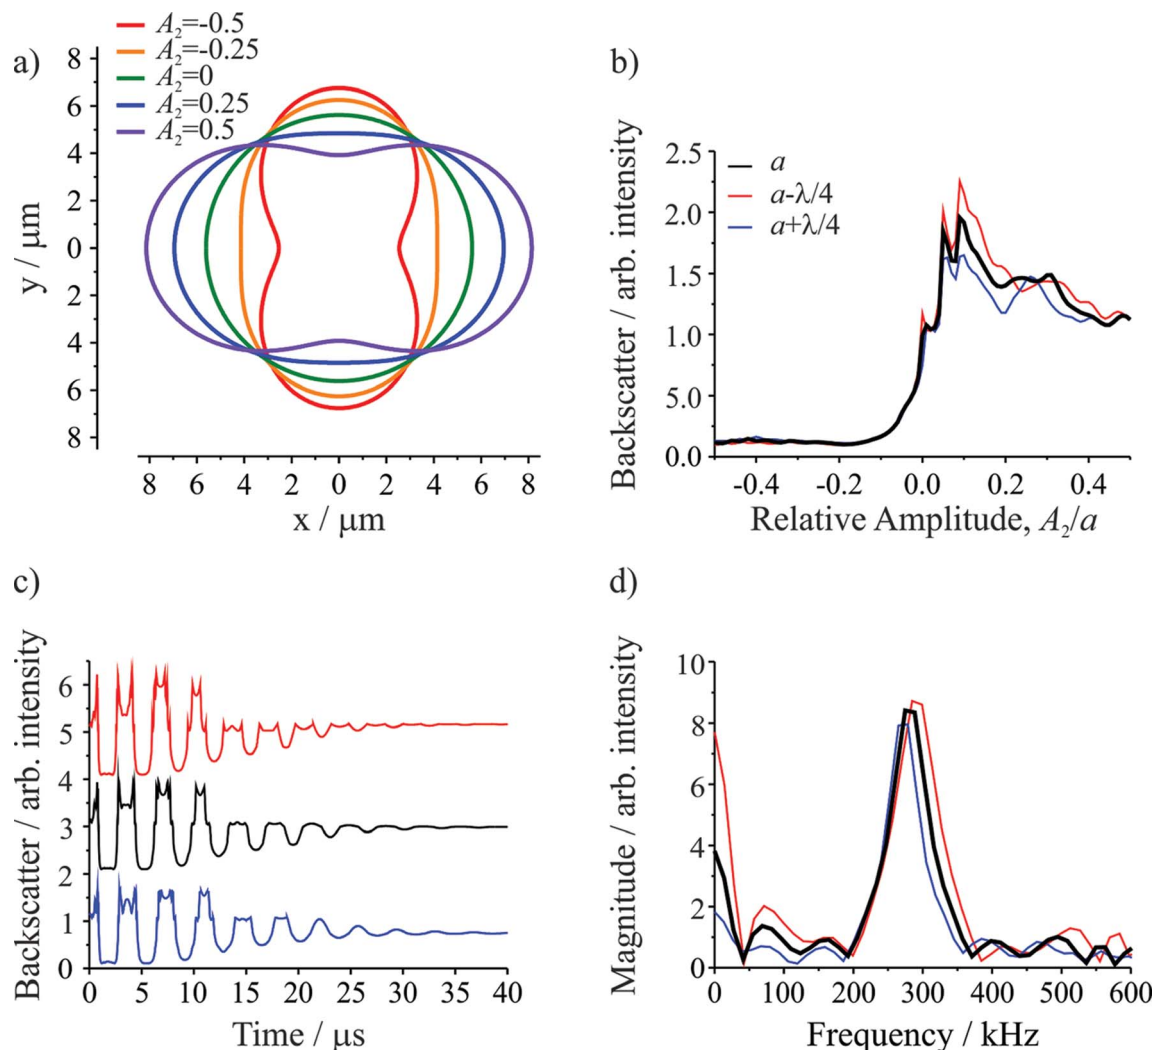 a)
A₂=-0.5
A₂=-0.25
A₂=0
A₂=0.25
A₂=0.5
8
6
4
2
0
2
4
6
8
y / μm
8 6 4 2 0 2 4 6 8
x / μm
b)
Backscatter / arb. intensity
2.5
2.0
1.5
1.0
5.0
0.0
a
a-λ/4
a+λ/4
-0.4 -0.2 0.0 0.2 0.4
Relative Amplitude, A₂/a
c)
Backscatter / arb. intensity
6
5
4
3
2
1
0
0 5 10 15 20 25 30 35 40
Time / μs
d)
Magnitude / arb. intensity
10
8
6
4
2
0
0 100 200 300 400 500 600
Frequency / kHz